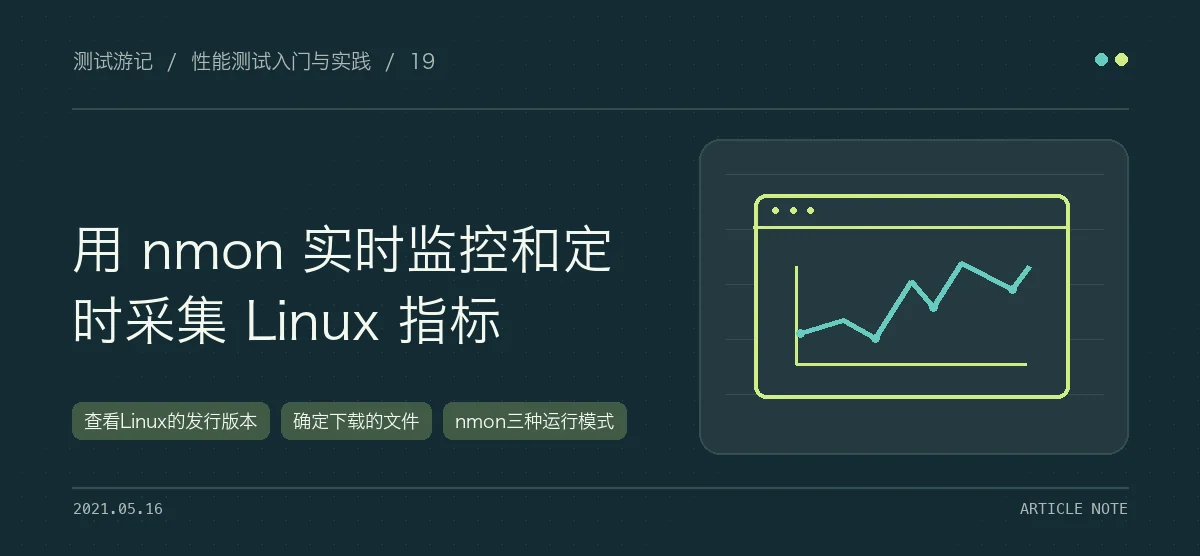 测试游记 / 性能测试入门与实践 / 19
用 nmon 实时监控和定
时采集 Linux 指标
查看Linux的发行版本 确定下载的文件 nmon三种运行模式
2021.05.16 ARTICLE NOTE